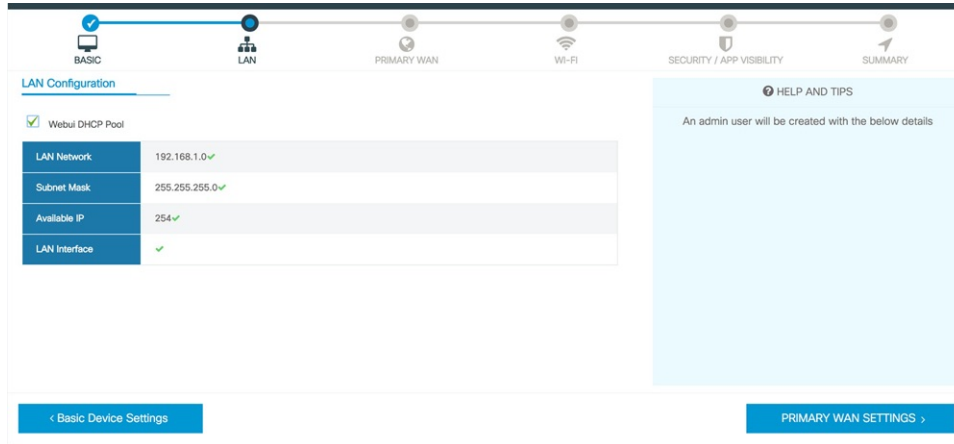 BASIC
LAN
PRIMARY WAN
WI-FI
SECURITY / APP VISIBILITY
SUMMARY
LAN Configuration
Webui DHCP Pool
LAN Network 192.168.1.0
Subnet Mask 255.255.255.0
Available IP 254
LAN Interface
HELP AND TIPS
An admin user will be created with the below details
< Basic Device Settings
PRIMARY WAN SETTINGS >